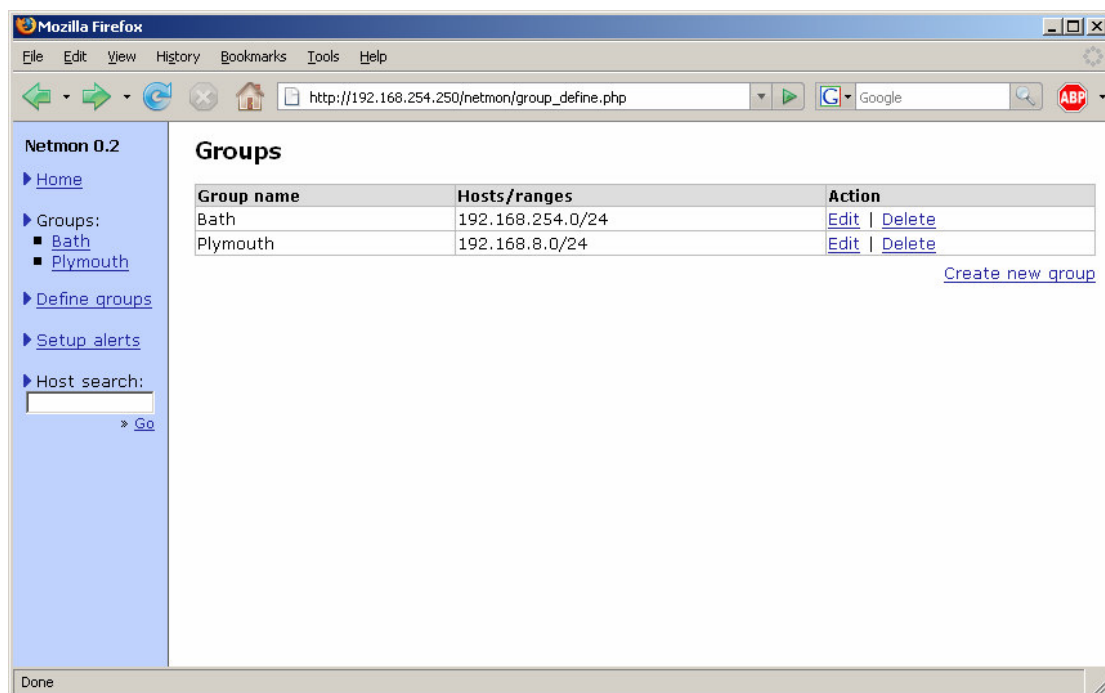 Mozilla Firefox
File Edit View History Bookmarks Tools Help
http://192.168.254.250/netmon/group_define.php G Google ABP
Netmon 0.2
Home
Groups:
Bath
Plymouth
Define groups
Setup alerts
Host search:
» Go
Groups
Group name Hosts/ranges Action
Bath 192.168.254.0/24 Edit | Delete
Plymouth 192.168.8.0/24 Edit | Delete
Create new group
Done